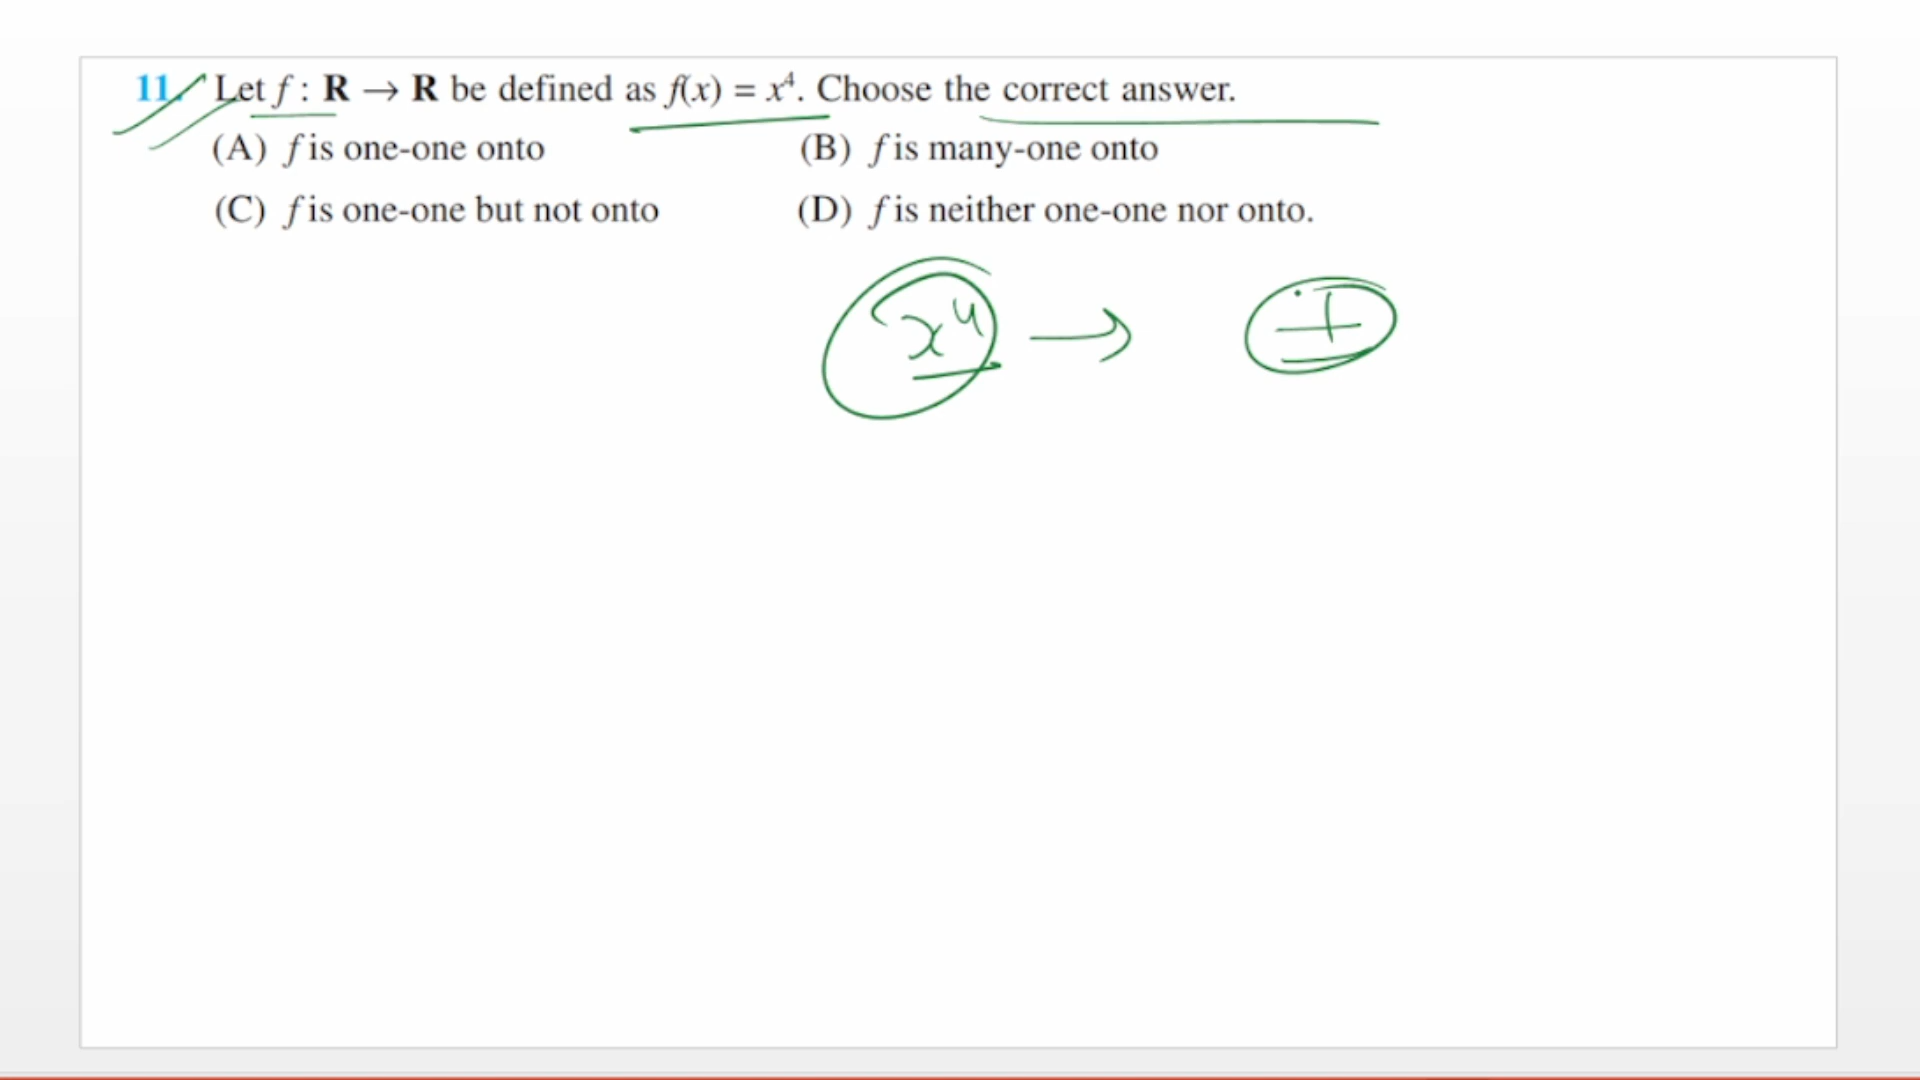 11. Let f : R → R be defined as f(x) = x⁴. Choose the correct answer.
(A) f is one-one onto (B) f is many-one onto
(C) f is one-one but not onto (D) f is neither one-one nor onto.
x⁴ → +